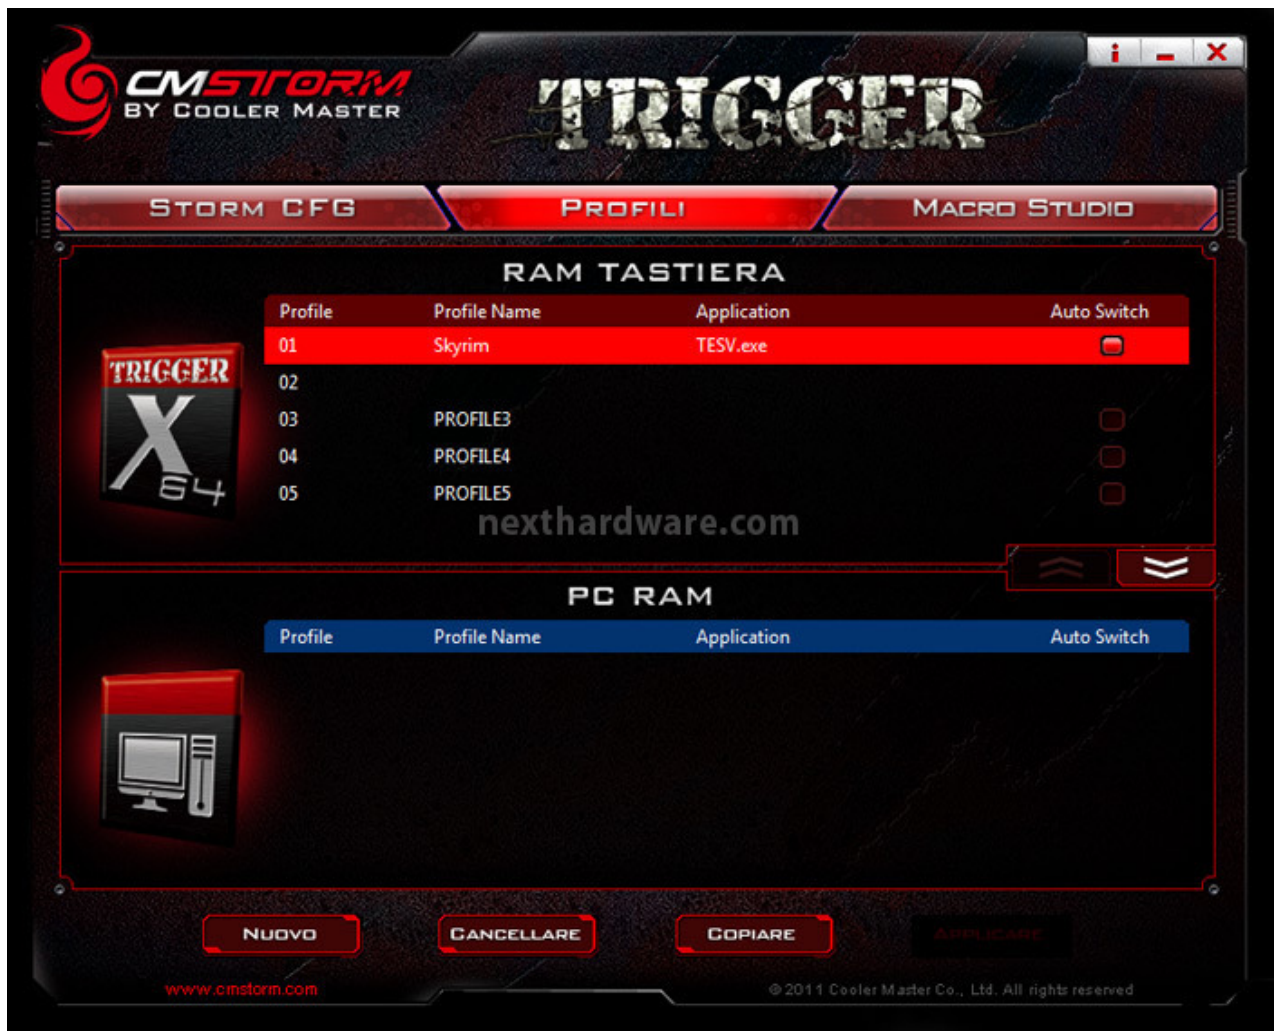 CMSTORM
BY COOLER MASTER
TRIGGER
STORM CFG
PROFILI
MACRO STUDIO
RAM TASTIERA
Profile Profile Name Application Auto Switch
01 Skyrim TESV.exe
02
03 PROFILE3
04 PROFILE4
05 PROFILE5
TRIGGER
X
64
nexthardware.com
PC RAM
Profile Profile Name Application Auto Switch
NUOVO
CANCELLARE
COPIARE
APPLICARE
www.cmstorm.com
© 2011 Cooler Master Co., Ltd. All rights reserved